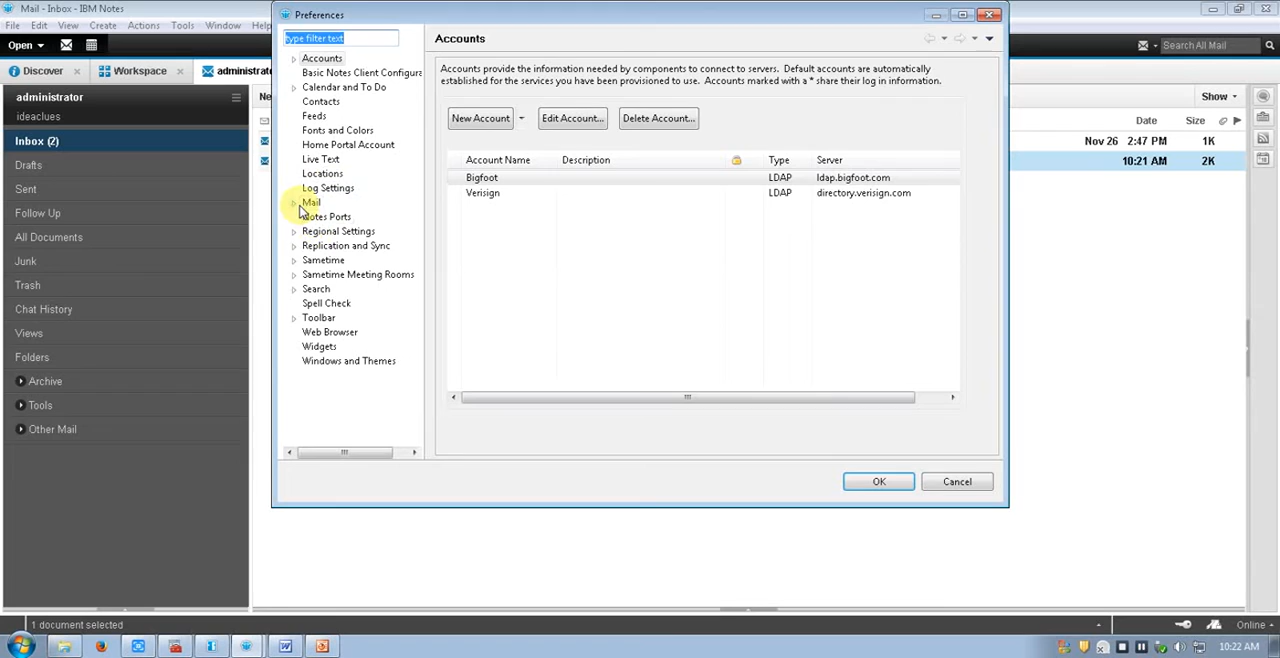 Mail - Inbox - IBM Notes
File Edit View Create Actions Tools Window Help
Open
Search All Mail
Discover
Workspace
administrato
administrator
ideaclues
Inbox (2)
Drafts
Sent
Follow Up
All Documents
Junk
Trash
Chat History
Views
Folders
Archive
Tools
Other Mail
Ne
Preferences
type filter text
Accounts
Basic Notes Client Configura
Calendar and To Do
Contacts
Feeds
Fonts and Colors
Home Portal Account
Live Text
Locations
Log Settings
Mail
Notes Ports
Regional Settings
Replication and Sync
Sametime
Sametime Meeting Rooms
Search
Spell Check
Toolbar
Web Browser
Widgets
Windows and Themes
Accounts
Accounts provide the information needed by components to connect to servers. Default accounts are automatically
established for the services you have been provisioned to use. Accounts marked with a * share their log in information.
New Account Edit Account... Delete Account...
Account Name Description Type Server
Bigfoot LDAP ldap.bigfoot.com
Verisign LDAP directory.verisign.com
OK Cancel
Show
Date Size
Nov 26 2:47 PM 1K
10:21 AM 2K
1 document selected
Online
10:22 AM